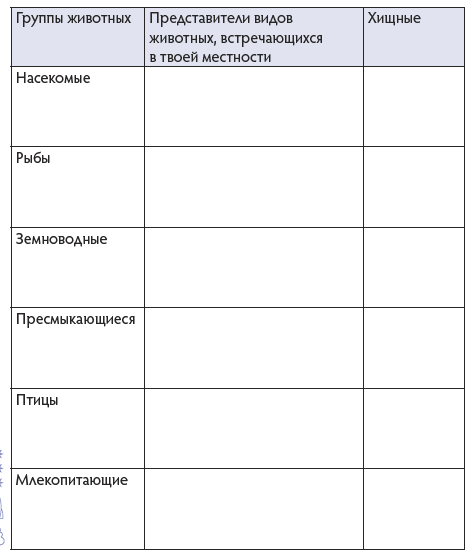 Группы животных
Представители видов
животных, встречающихся
в твоей местности
Хищные
Насекомые
Рыбы
Земноводные
Пресмыкающиеся
Птицы
Млекопитающие